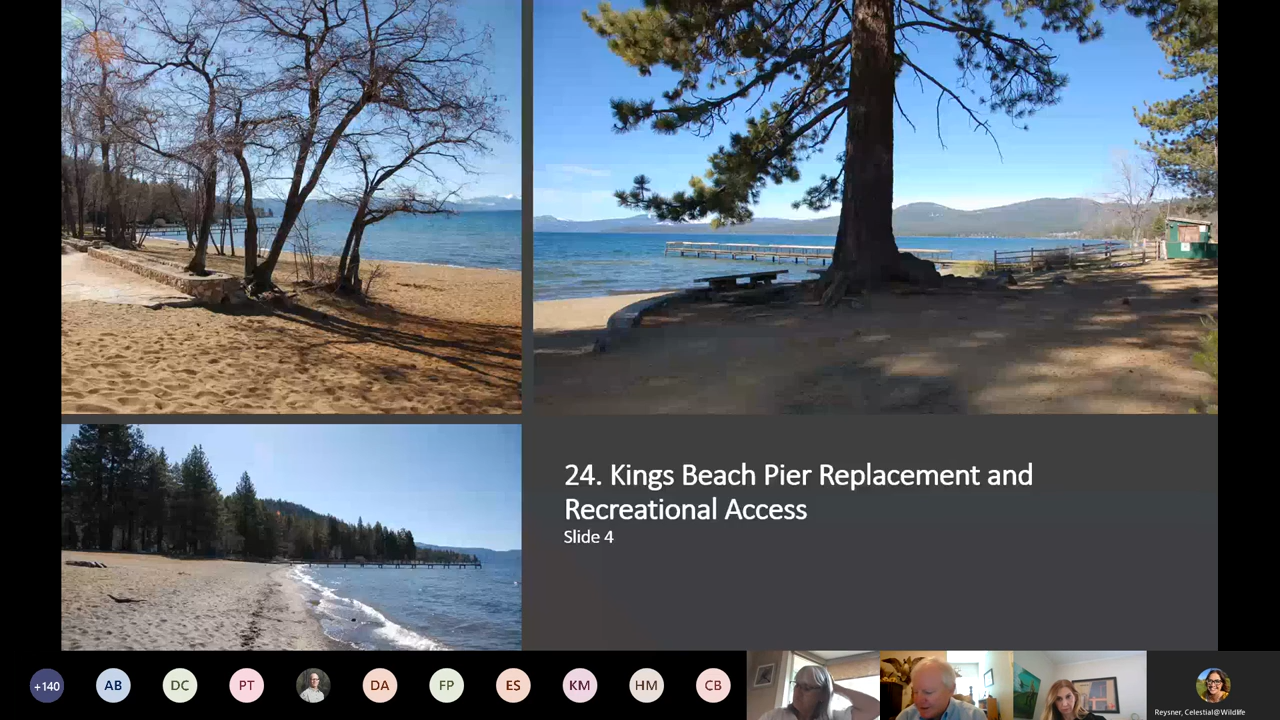 24. Kings Beach Pier Replacement and
Recreational Access
Slide 4
+140
AB
DC
PT
DA
FP
ES
KM
HM
CB
Reysner, Celestial@Wildlife